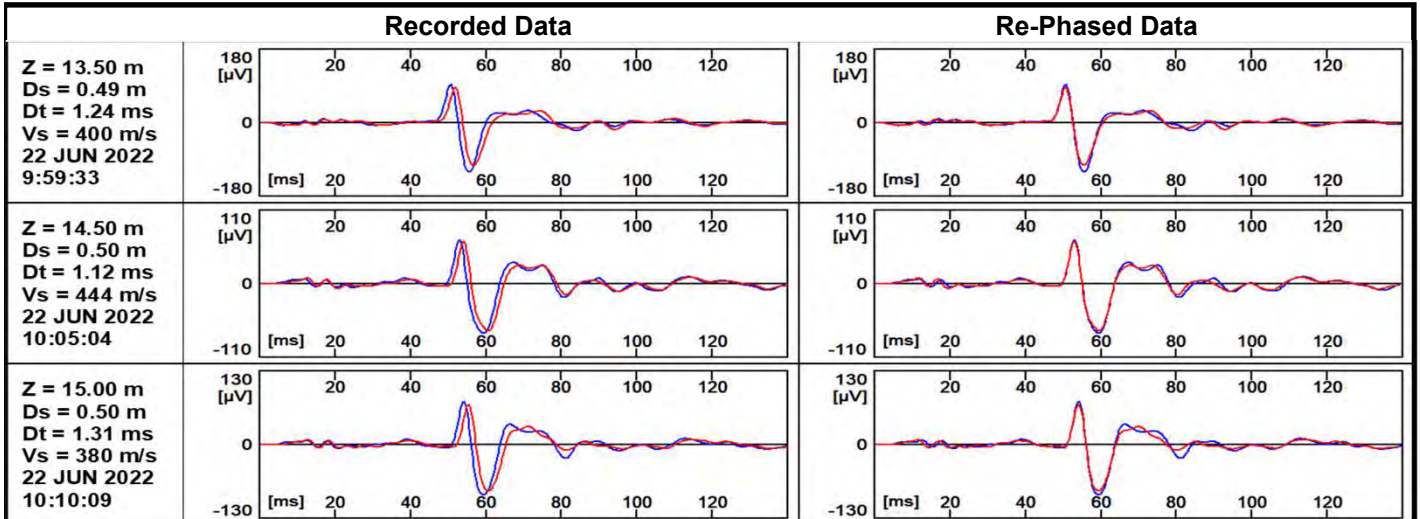 Recorded Data
Re-Phased Data
Z = 13.50 m
Ds = 0.49 m
Dt = 1.24 ms
Vs = 400 m/s
22 JUN 2022
9:59:33
180
[µV]
0
-180
20 40 60 80 100 120
[ms] 20 40 60 80 100 120
180
[µV]
0
-180
20 40 60 80 100 120
[ms] 20 40 60 80 100 120
Z = 14.50 m
Ds = 0.50 m
Dt = 1.12 ms
Vs = 444 m/s
22 JUN 2022
10:05:04
110
[µV]
0
-110
20 40 60 80 100 120
[ms] 20 40 60 80 100 120
110
[µV]
0
-110
20 40 60 80 100 120
[ms] 20 40 60 80 100 120
Z = 15.00 m
Ds = 0.50 m
Dt = 1.31 ms
Vs = 380 m/s
22 JUN 2022
10:10:09
130
[µV]
0
-130
20 40 60 80 100 120
[ms] 20 40 60 80 100 120
130
[µV]
0
-130
20 40 60 80 100 120
[ms] 20 40 60 80 100 120